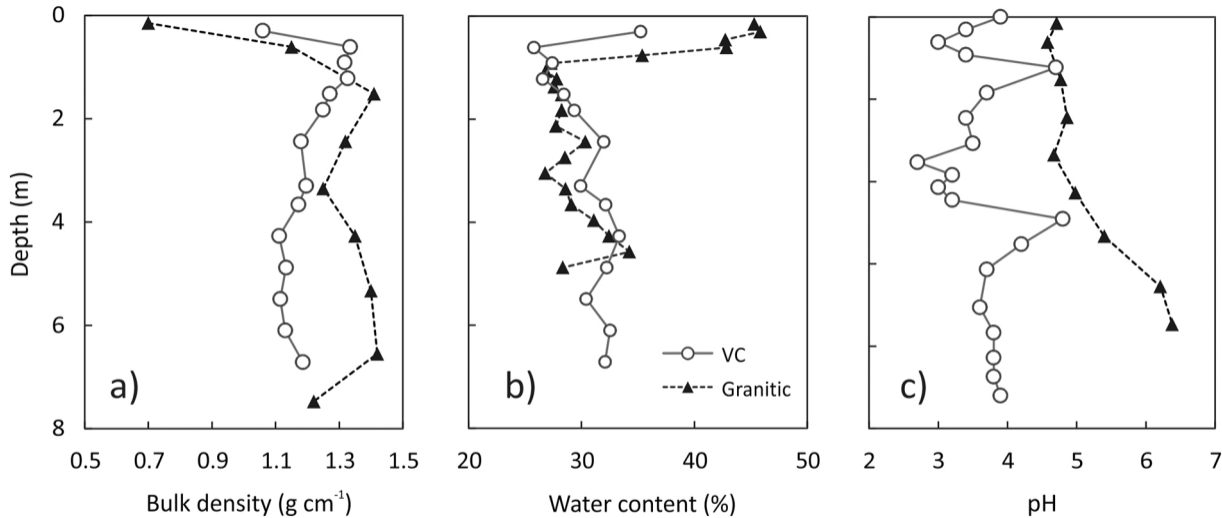 0
2
4
6
8
Depth (m)
a)
0.5 0.7 0.9 1.1 1.3 1.5
Bulk density (g cm-1)
b)
VC
Granitic
20 30 40 50
Water content (%)
c)
2 3 4 5 6 7
pH